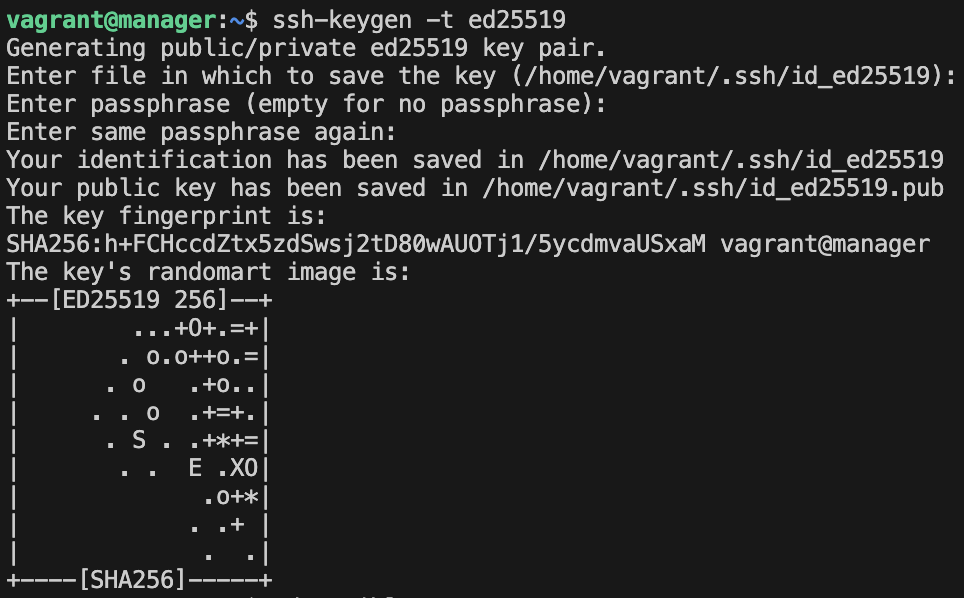 vagrant@manager:~$ ssh-keygen -t ed25519
Generating public/private ed25519 key pair.
Enter file in which to save the key (/home/vagrant/.ssh/id_ed25519):
Enter passphrase (empty for no passphrase):
Enter same passphrase again:
Your identification has been saved in /home/vagrant/.ssh/id_ed25519
Your public key has been saved in /home/vagrant/.ssh/id_ed25519.pub
The key fingerprint is:
SHA256:h+FCHccdZtx5zdSwsj2tD80wAUOTj1/5ycdmvaUSxaM vagrant@manager
The key's randomart image is:
+--[ED25519 256]--+
|        ...+O+.=+|
|       . o.o++o.=|
|      . o   .+o..|
|     . . o  .+=+.|
|      . S . .+*+=|
|       . .  E .XO|
|             .o+*|
|            . .+ |
|             .  .|
+----[SHA256]-----+